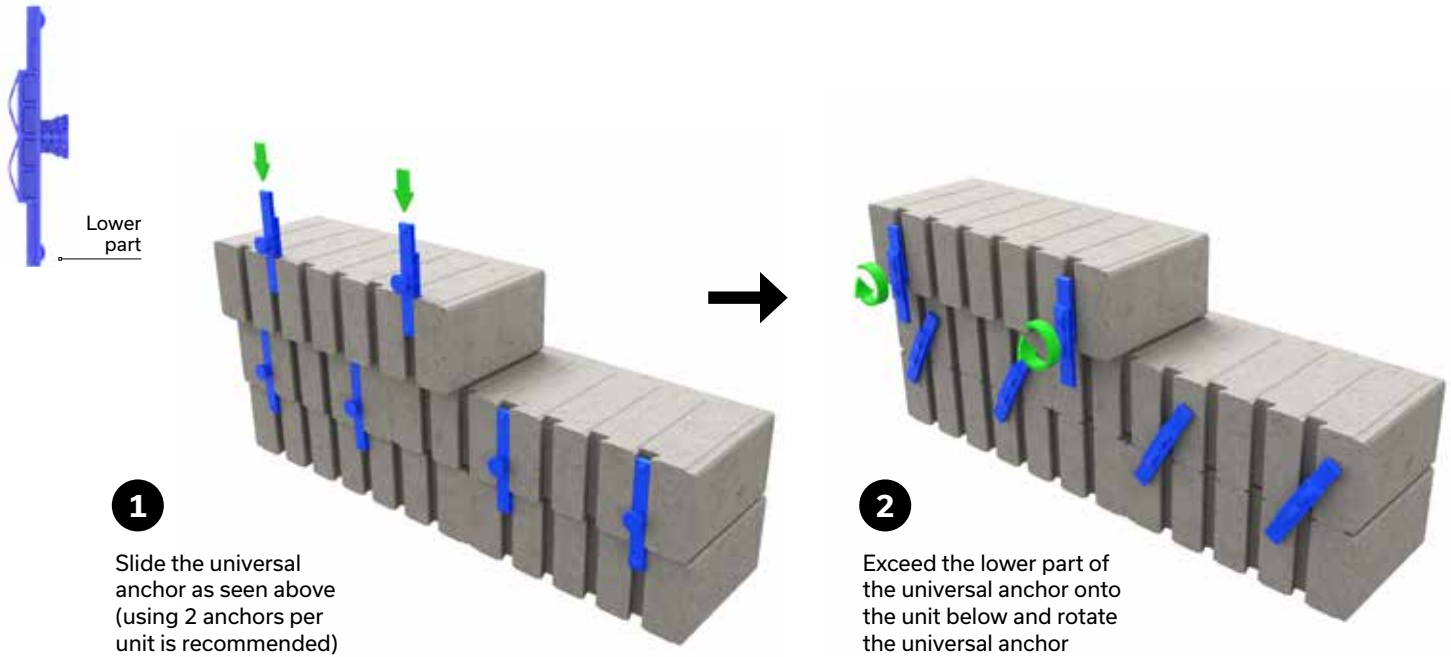 Lower
part
1
Slide the universal
anchor as seen above
(using 2 anchors per
unit is recommended)
2
Exceed the lower part of
the universal anchor onto
the unit below and rotate
the universal anchor